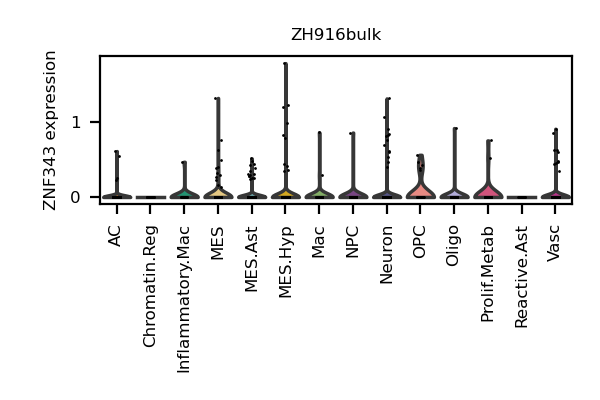 ZH916bulk
ZNF343 expression
1
0
AC
Chromatin.Reg
Inflammatory.Mac
MES
MES.Ast
MES.Hyp
Mac
NPC
Neuron
OPC
Oligo
Prolif.Metab
Reactive.Ast
Vasc